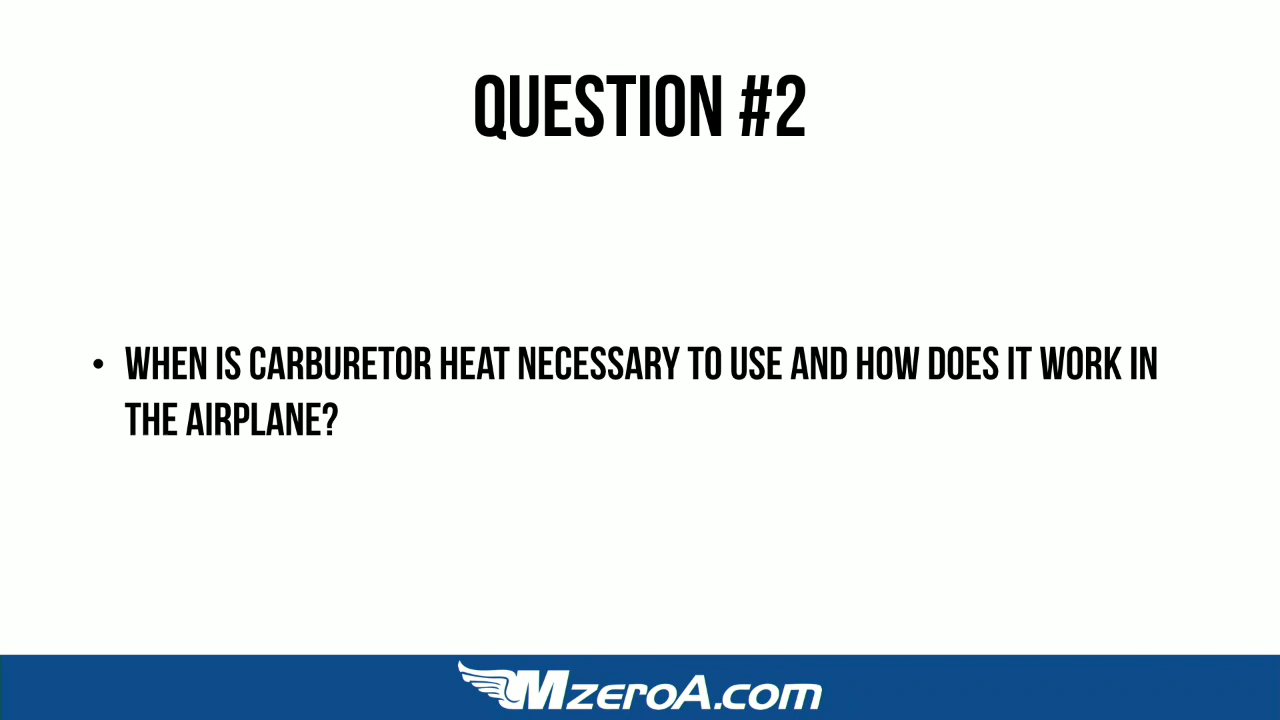 QUESTION #2
• WHEN IS CARBURETOR HEAT NECESSARY TO USE AND HOW DOES IT WORK IN
THE AIRPLANE?
MzeroA.com